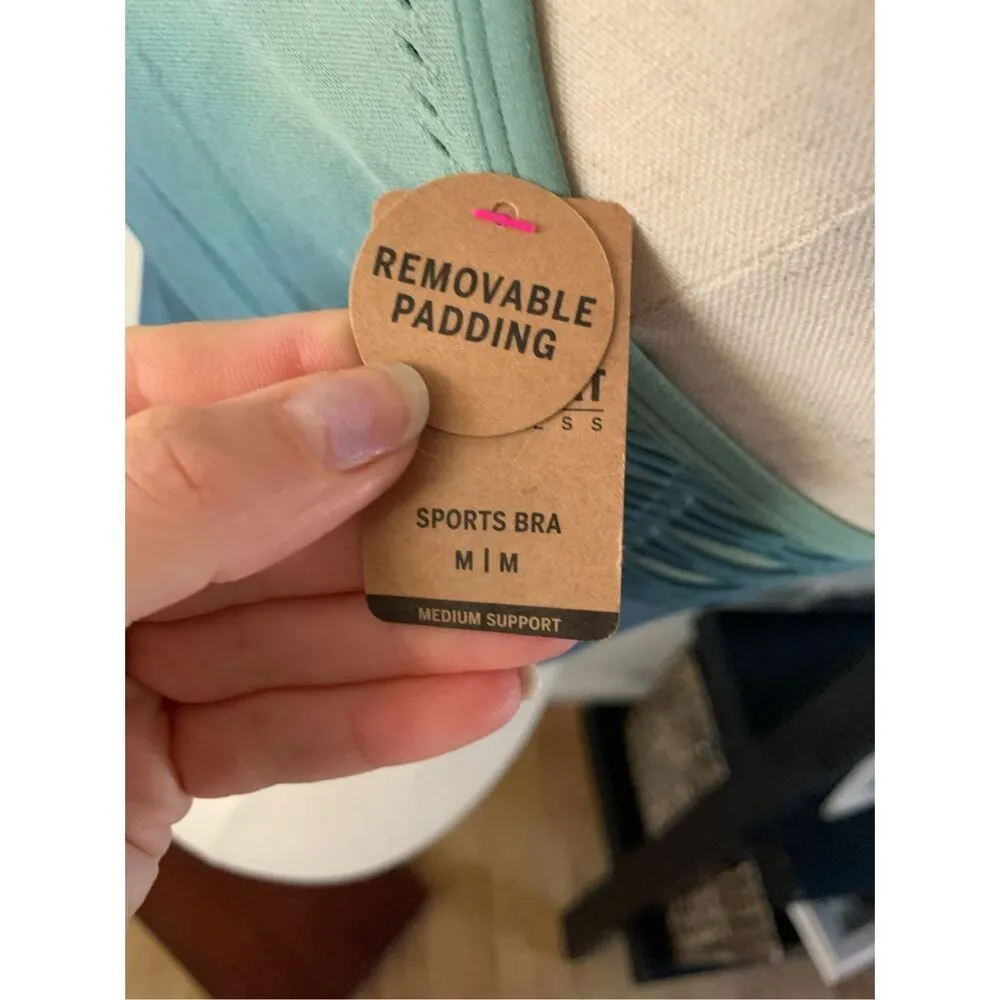 REMOVABLE
PADDING
SPORTS BRA
M | M
MEDIUM SUPPORT